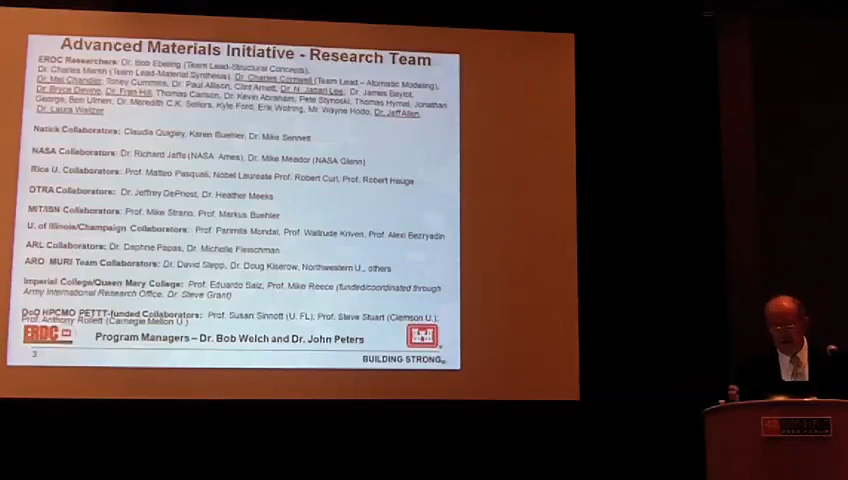 Advanced Materials Initiative - Research Team
ERDC Researchers: Dr. Bob Ebeling (Team Lead-Structural Concepts),
Dr. Charles Marsh (Team Lead-Material Synthesis), Dr. Charles Cornwell (Team Lead – Atomistic Modeling),
Dr. Mei Chandler, Toney Cummins, Dr. Paul Allison, Clint Arnett, Dr. N. Jabari Lee, Dr. James Baylot,
Dr. Bryce Devine, Dr. Fran Hill, Thomas Carlson, Dr. Kevin Abraham, Pete Stynoski, Thomas Hymel, Jonathan
George, Ben Ulmen, Dr. Meredith C.K. Sellers, Kyle Ford, Erik Wotring, Mr. Wayne Hodo, Dr. Jeff Allen,
Dr. Laura Walizer
Natick Collaborators: Claudia Quigley, Karen Buehler, Dr. Mike Sennett
NASA Collaborators: Dr. Richard Jaffe (NASA Ames), Dr. Mike Meador (NASA Glenn)
Rice U. Collaborators: Prof. Matteo Pasquali, Nobel Laureate Prof. Robert Curl, Prof. Robert Hauge
DTRA Collaborators: Dr. Jeffrey DePriest, Dr. Heather Meeks
MIT/ISN Collaborators: Prof. Mike Strano, Prof. Markus Buehler
U. of Illinois/Champaign Collaborators: Prof. Parimita Mondal, Prof Waltrude Kriven, Prof. Alexi Bezryadin
ARL Collaborators: Dr. Daphne Papas, Dr. Michelle Fleischman
ARO MURI Team Collaborators: Dr. David Stepp, Dr. Doug Kiserow, Northwestern U., others
Imperial College/Queen Mary College: Prof. Eduardo Saiz, Prof. Mike Reece (funded/coordinated through
Army International Research Office, Dr. Steve Grant)
DoD HPCMO PETTT-funded Collaborators: Prof. Susan Sinnott (U. FL); Prof. Steve Stuart (Clemson U.);
Prof. Anthony Rollett (Carnegie Mellon U.)
ERDC
Program Managers – Dr. Bob Welch and Dr. John Peters
3
BUILDING STRONG®